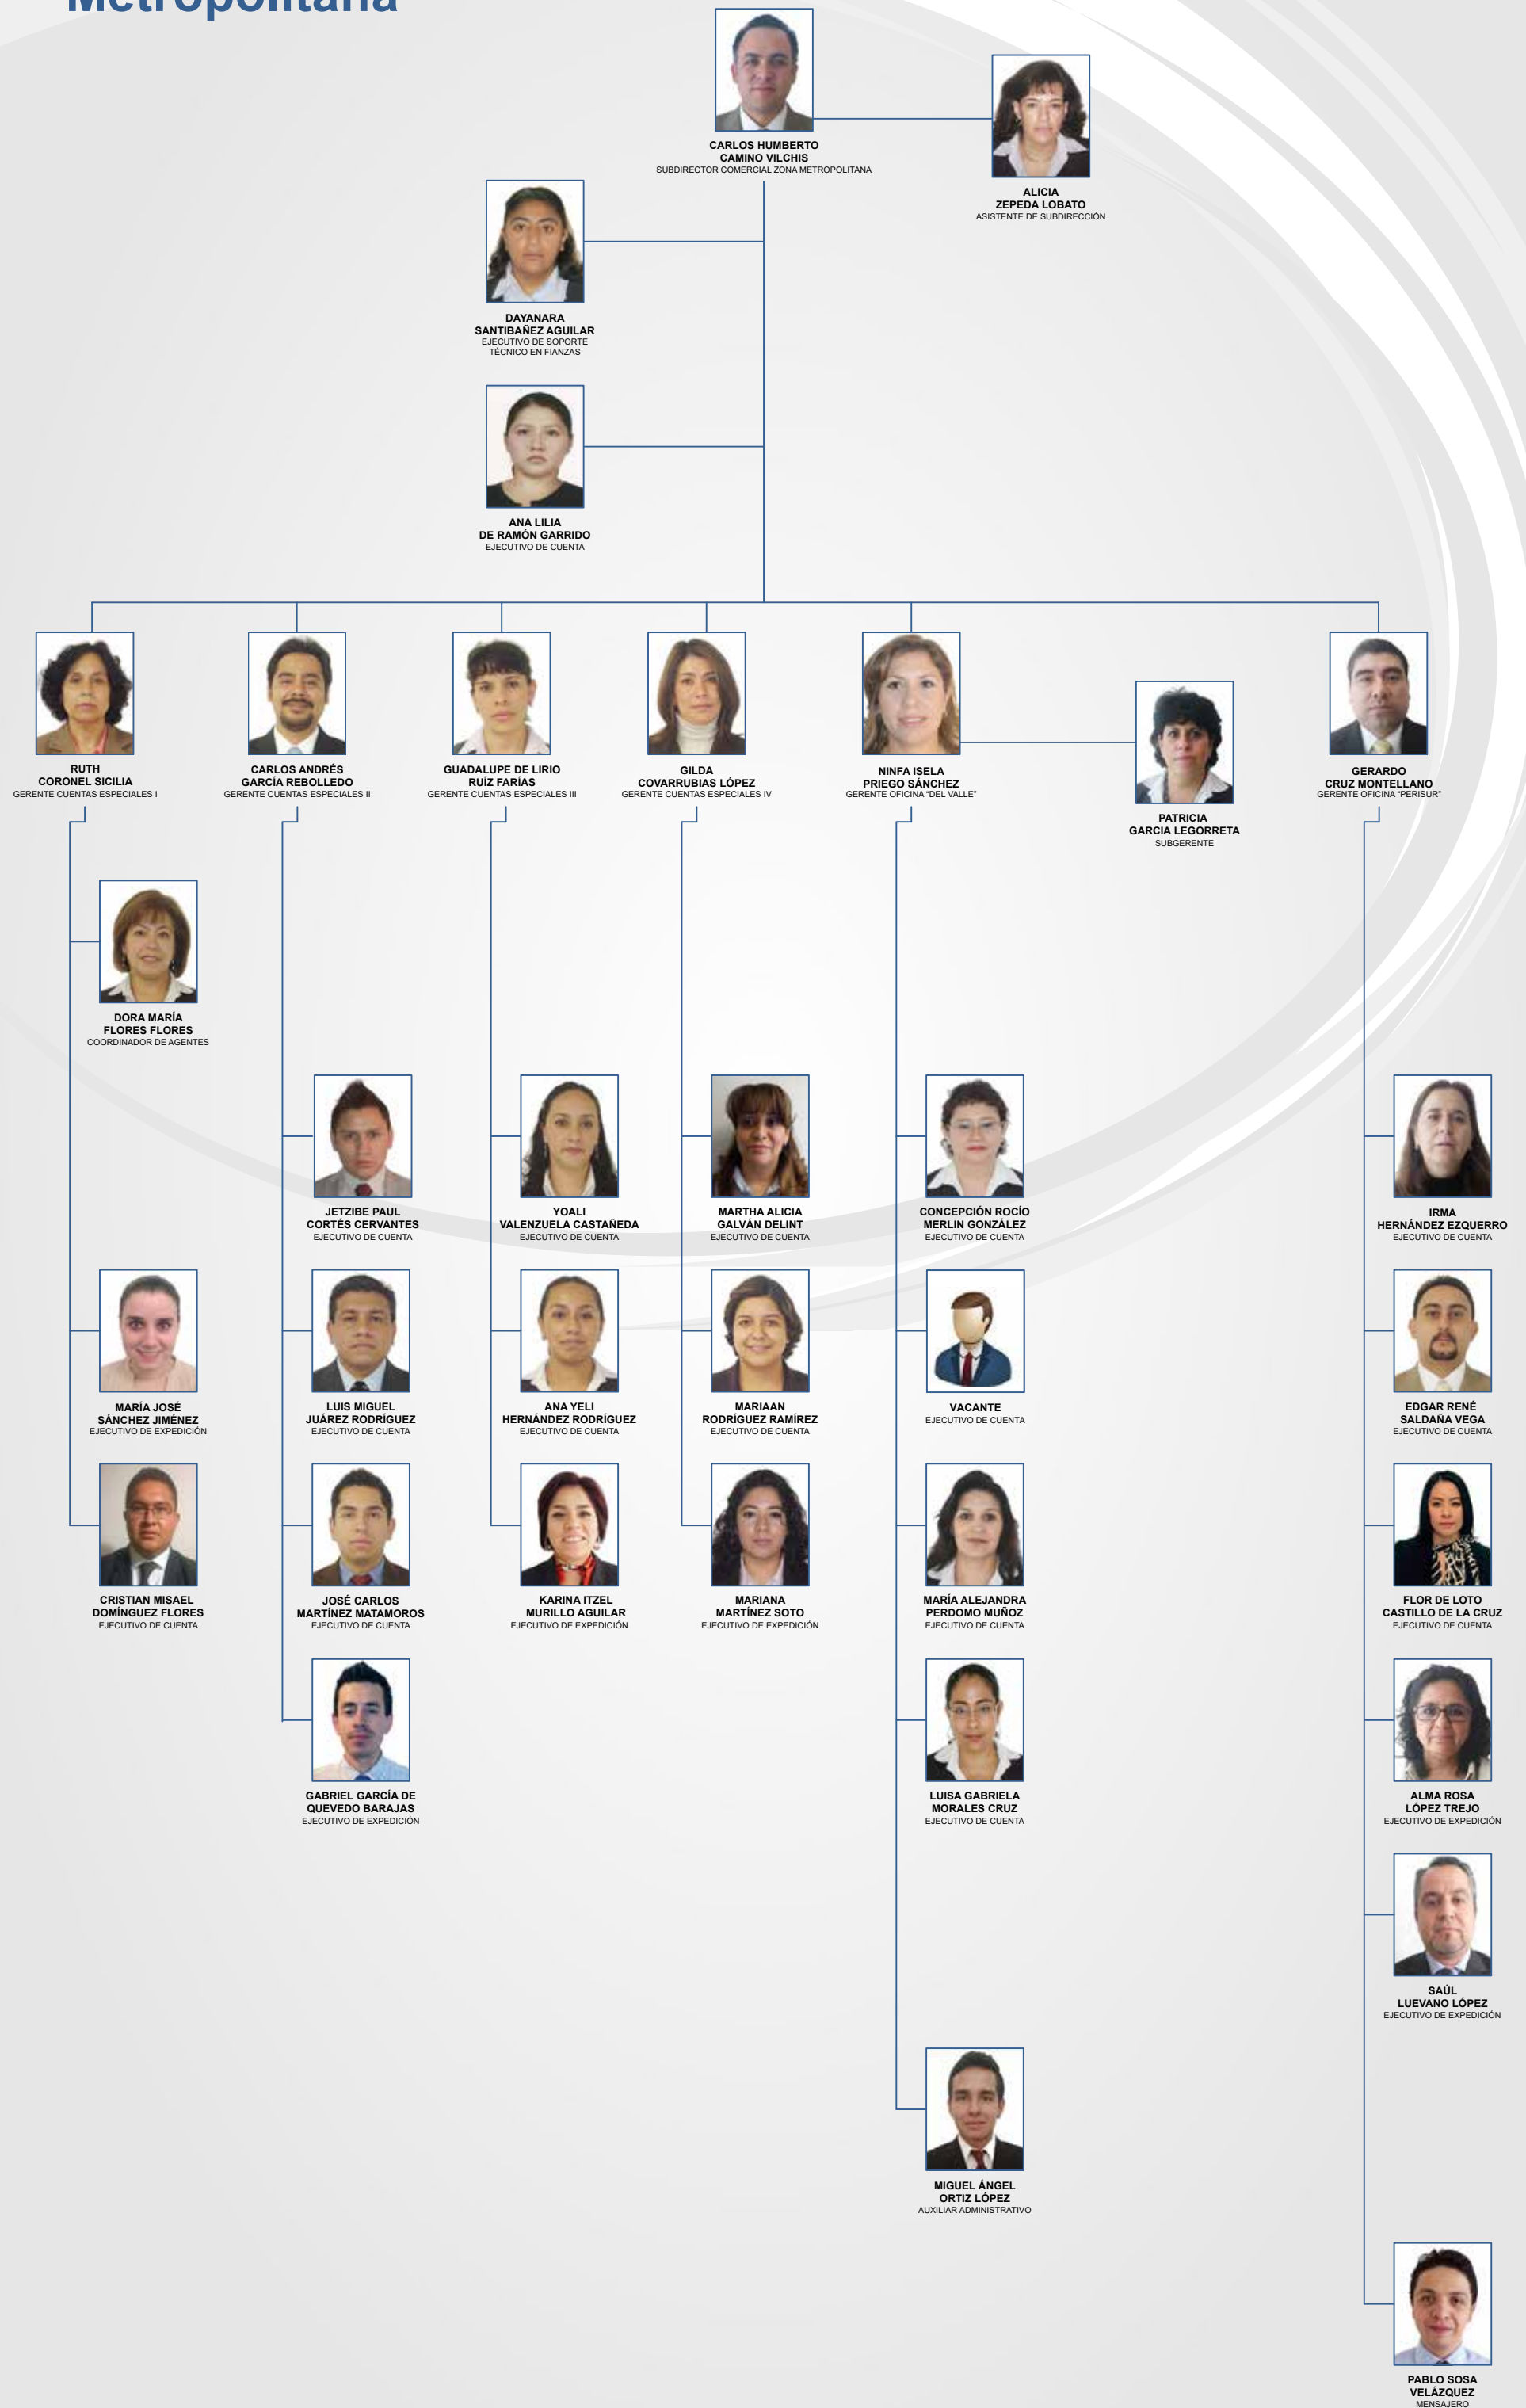 Metropolitana
CARLOS HUMBERTO
CAMINO VILCHIS
SUBDIRECTOR COMERCIAL ZONA METROPOLITANA
ALICIA
ZEPEDA LOBATO
ASISTENTE DE SUBDIRECCIÓN
DAYANARA
SANTIBAÑEZ AGUILAR
EJECUTIVO DE SOPORTE
TÉCNICO EN FIANZAS
ANA LILIA
DE RAMÓN GARRIDO
EJECUTIVO DE CUENTA
RUTH
CORONEL SICILIA
GERENTE CUENTAS ESPECIALES I
CARLOS ANDRÉS
GARCÍA REBOLLEDO
GERENTE CUENTAS ESPECIALES II
GUADALUPE DE LIRIO
RUÍZ FARÍAS
GERENTE CUENTAS ESPECIALES III
GILDA
COVARRUBIAS LÓPEZ
GERENTE CUENTAS ESPECIALES IV
NINFA ISELA
PRIEGO SÁNCHEZ
GERENTE OFICINA “DEL VALLE”
PATRICIA
GARCIA LEGORRETA
SUBGERENTE
GERARDO
CRUZ MONTELLANO
GERENTE OFICINA “PERISUR”
DORA MARÍA
FLORES FLORES
COORDINADOR DE AGENTES
JETZIBE PAUL
CORTÉS CERVANTES
EJECUTIVO DE CUENTA
YOALI
VALENZUELA CASTAÑEDA
EJECUTIVO DE CUENTA
MARTHA ALICIA
GALVÁN DELINT
EJECUTIVO DE CUENTA
CONCEPCIÓN ROCÍO
MERLIN GONZÁLEZ
EJECUTIVO DE CUENTA
IRMA
HERNÁNDEZ EZQUERRO
EJECUTIVO DE CUENTA
MARÍA JOSÉ
SÁNCHEZ JIMÉNEZ
EJECUTIVO DE EXPEDICIÓN
LUIS MIGUEL
JUÁREZ RODRÍGUEZ
EJECUTIVO DE CUENTA
ANA YELI
HERNÁNDEZ RODRÍGUEZ
EJECUTIVO DE CUENTA
MARIAAN
RODRÍGUEZ RAMÍREZ
EJECUTIVO DE CUENTA
VACANTE
EJECUTIVO DE CUENTA
EDGAR RENÉ
SALDAÑA VEGA
EJECUTIVO DE CUENTA
CRISTIAN MISAEL
DOMÍNGUEZ FLORES
EJECUTIVO DE CUENTA
JOSÉ CARLOS
MARTÍNEZ MATAMOROS
EJECUTIVO DE CUENTA
KARINA ITZEL
MURILLO AGUILAR
EJECUTIVO DE EXPEDICIÓN
MARIANA
MARTÍNEZ SOTO
EJECUTIVO DE EXPEDICIÓN
MARÍA ALEJANDRA
PERDOMO MUÑOZ
EJECUTIVO DE CUENTA
FLOR DE LOTO
CASTILLO DE LA CRUZ
EJECUTIVO DE CUENTA
GABRIEL GARCÍA DE
QUEVEDO BARAJAS
EJECUTIVO DE EXPEDICIÓN
LUISA GABRIELA
MORALES CRUZ
EJECUTIVO DE CUENTA
ALMA ROSA
LÓPEZ TREJO
EJECUTIVO DE EXPEDICIÓN
SAÚL
LUEVANO LÓPEZ
EJECUTIVO DE EXPEDICIÓN
MIGUEL ÁNGEL
ORTIZ LÓPEZ
AUXILIAR ADMINISTRATIVO
PABLO SOSA
VELÁZQUEZ
MENSAJERO